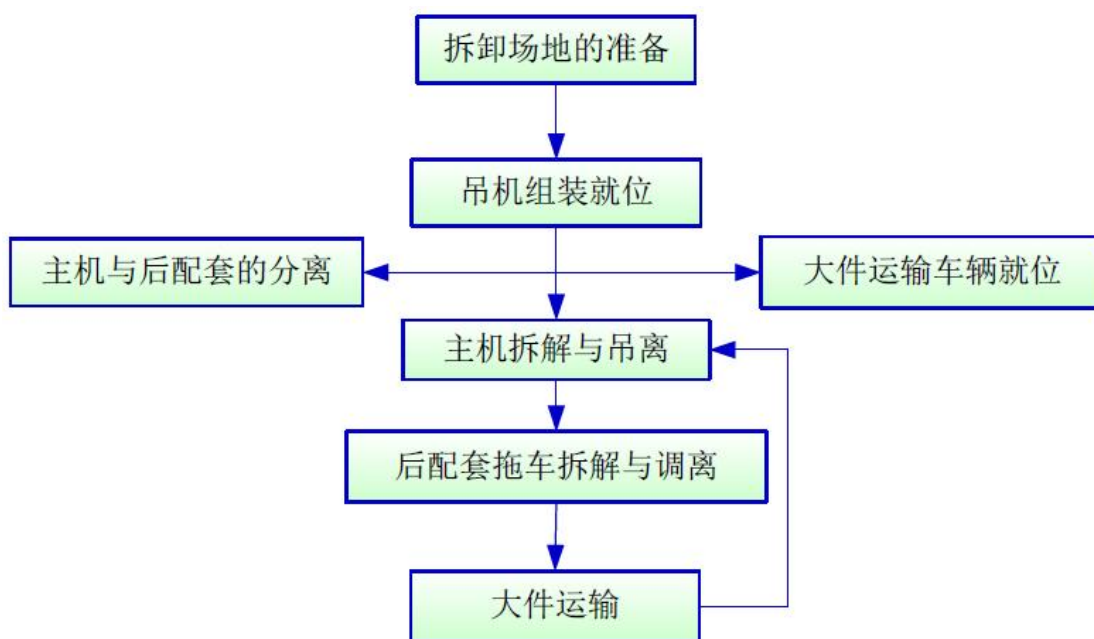 拆卸场地的准备
吊机组装就位
主机与后配套的分离
大件运输车辆就位
主机拆解与吊离
后配套拖车拆解与调离
大件运输